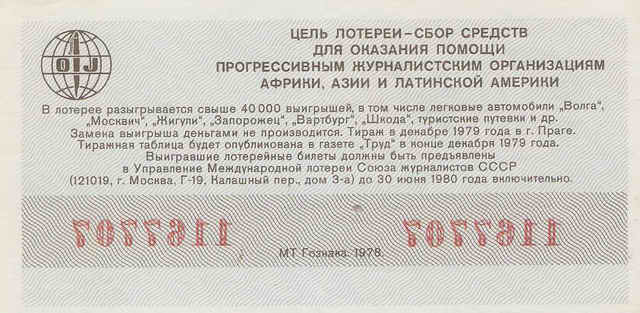 OIJ
ЦЕЛЬ ЛОТЕРЕИ–СБОР СРЕДСТВ
ДЛЯ ОКАЗАНИЯ ПОМОЩИ
ПРОГРЕССИВНЫМ ЖУРНАЛИСТСКИМ ОРГАНИЗАЦИЯМ
АФРИКИ, АЗИИ И ЛАТИНСКОЙ АМЕРИКИ
В лотерее разыгрывается свыше 40 000 выигрышей, в том числе легковые автомобили „Волга",
„Москвич", „Жигули", „Запорожец", „Вартбург", „Шкода", туристские путевки и др.
Замена выигрыша деньгами не производится. Тираж в декабре 1979 года в г. Праге.
Тиражная таблица будет опубликована в газете „Труд" в конце декабря 1979 года.
Выигравшие лотерейные билеты должны быть предъявлены
в Управление Международной лотереи Союза журналистов СССР
(121019, г. Москва, Г-19, Калашный пер., дом 3-а) до 30 июня 1980 года включительно.
1167707 1167707
МТ Гознака. 1978.